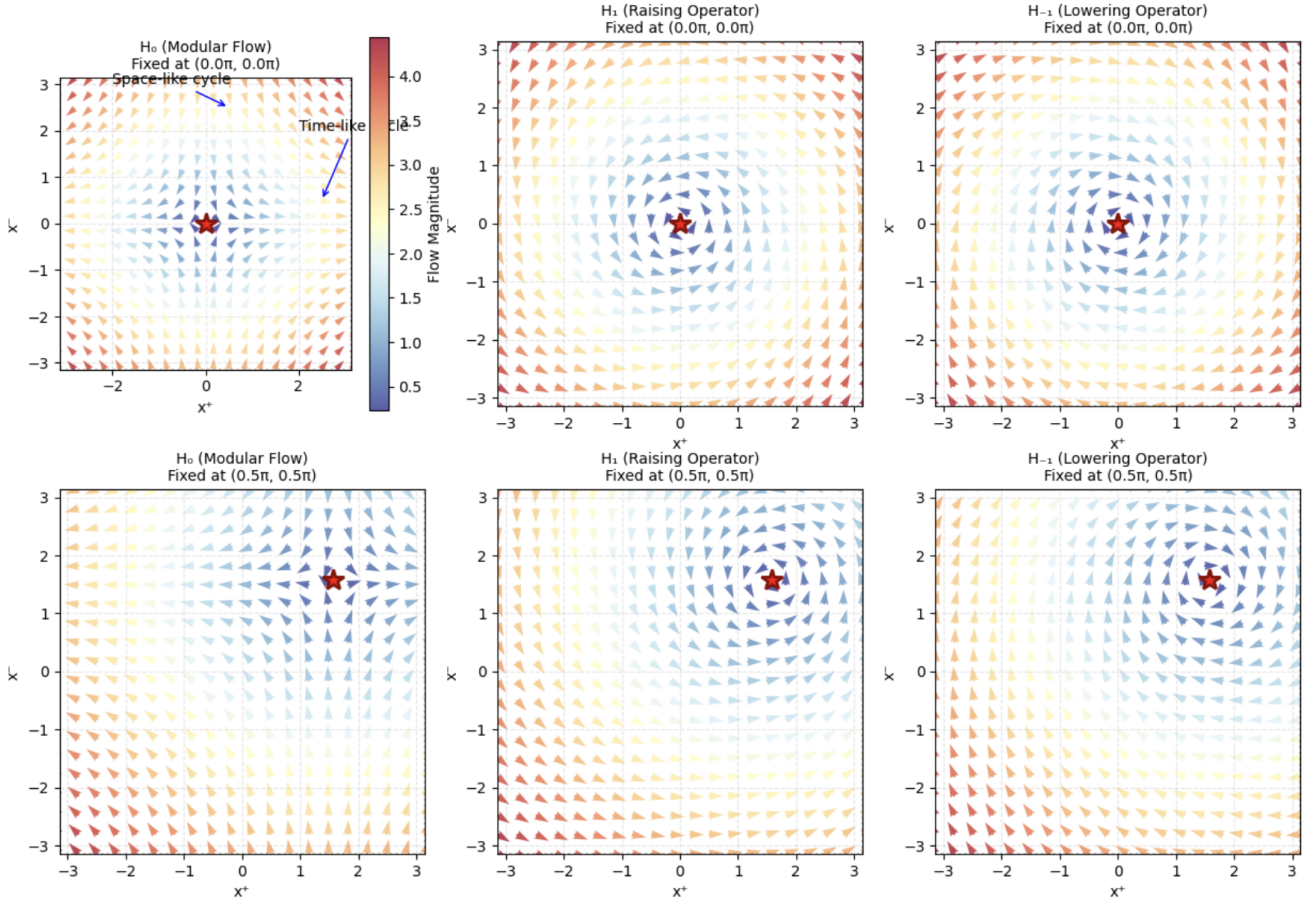 H₀ (Modular Flow)
Fixed at (0.0π, 0.0π)
Space-like cycle
Time-like cycle
3
2
1
0
−1
−2
−3
x⁻
−2
0
2
x⁺
4.0
3.5
3.0
2.5
2.0
1.5
1.0
0.5
Flow Magnitude
H₁ (Raising Operator)
Fixed at (0.0π, 0.0π)
3
2
1
0
−1
−2
−3
x⁻
−3 −2 −1 0 1 2 3
x⁺
H₋₁ (Lowering Operator)
Fixed at (0.0π, 0.0π)
3
2
1
0
−1
−2
−3
x⁻
−3 −2 −1 0 1 2 3
x⁺
H₀ (Modular Flow)
Fixed at (0.5π, 0.5π)
3
2
1
0
−1
−2
−3
x⁻
−3 −2 −1 0 1 2 3
x⁺
H₁ (Raising Operator)
Fixed at (0.5π, 0.5π)
3
2
1
0
−1
−2
−3
x⁻
−3 −2 −1 0 1 2 3
x⁺
H₋₁ (Lowering Operator)
Fixed at (0.5π, 0.5π)
3
2
1
0
−1
−2
−3
x⁻
−3 −2 −1 0 1 2 3
x⁺